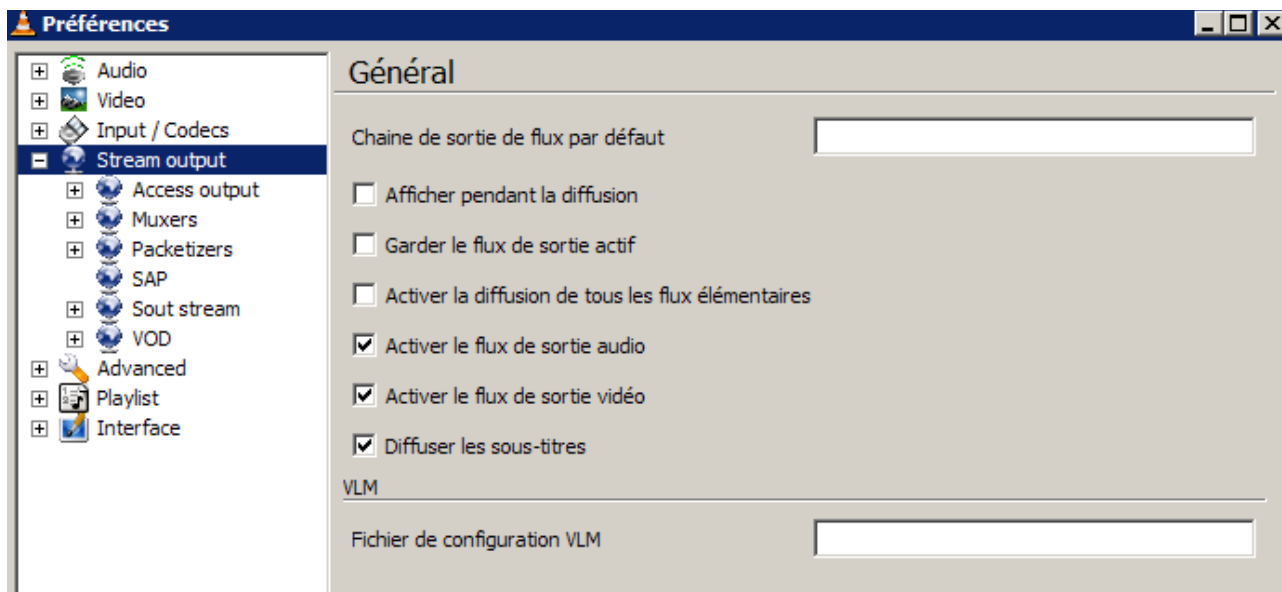 Préférences
Audio
Video
Input / Codecs
Stream output
Access output
Muxers
Packetizers
SAP
Sout stream
VOD
Advanced
Playlist
Interface
Général
Chaine de sortie de flux par défaut
Afficher pendant la diffusion
Garder le flux de sortie actif
Activer la diffusion de tous les flux élémentaires
Activer le flux de sortie audio
Activer le flux de sortie vidéo
Diffuser les sous-titres
VLM
Fichier de configuration VLM